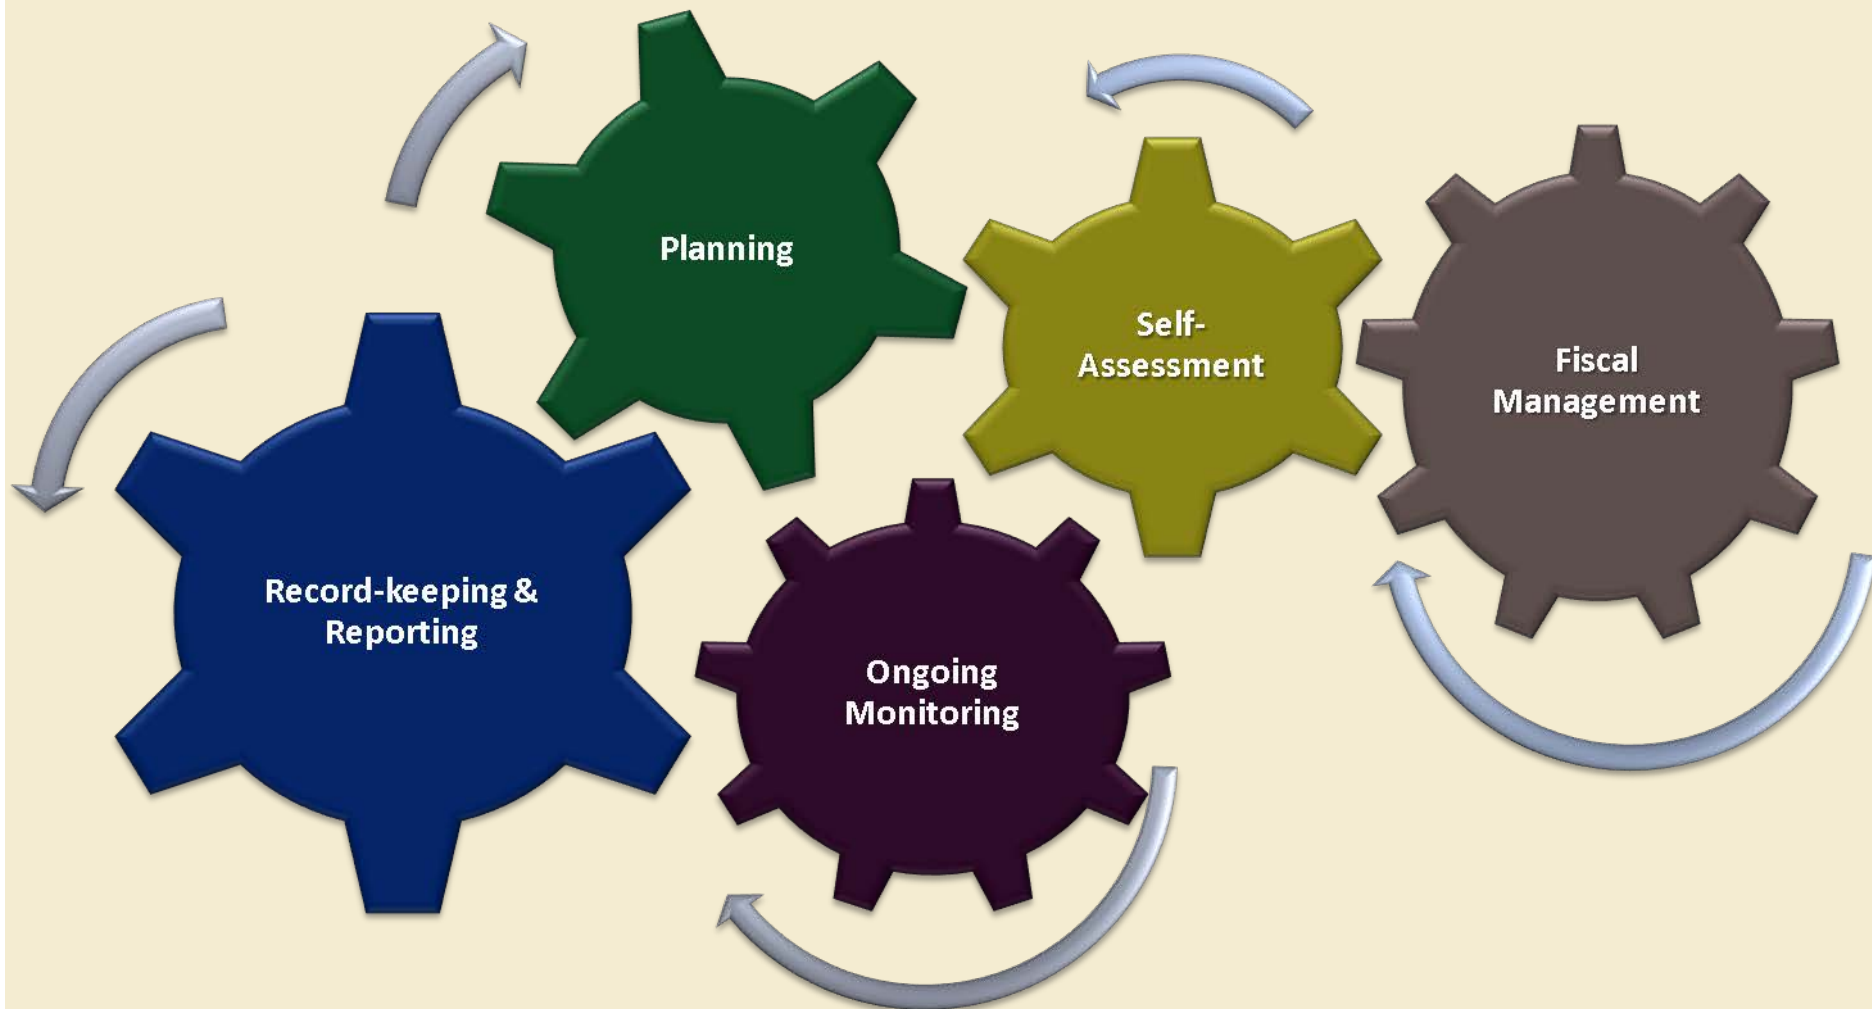 Planning
Self-
Assessment
Fiscal
Management
Record-keeping &
Reporting
Ongoing
Monitoring